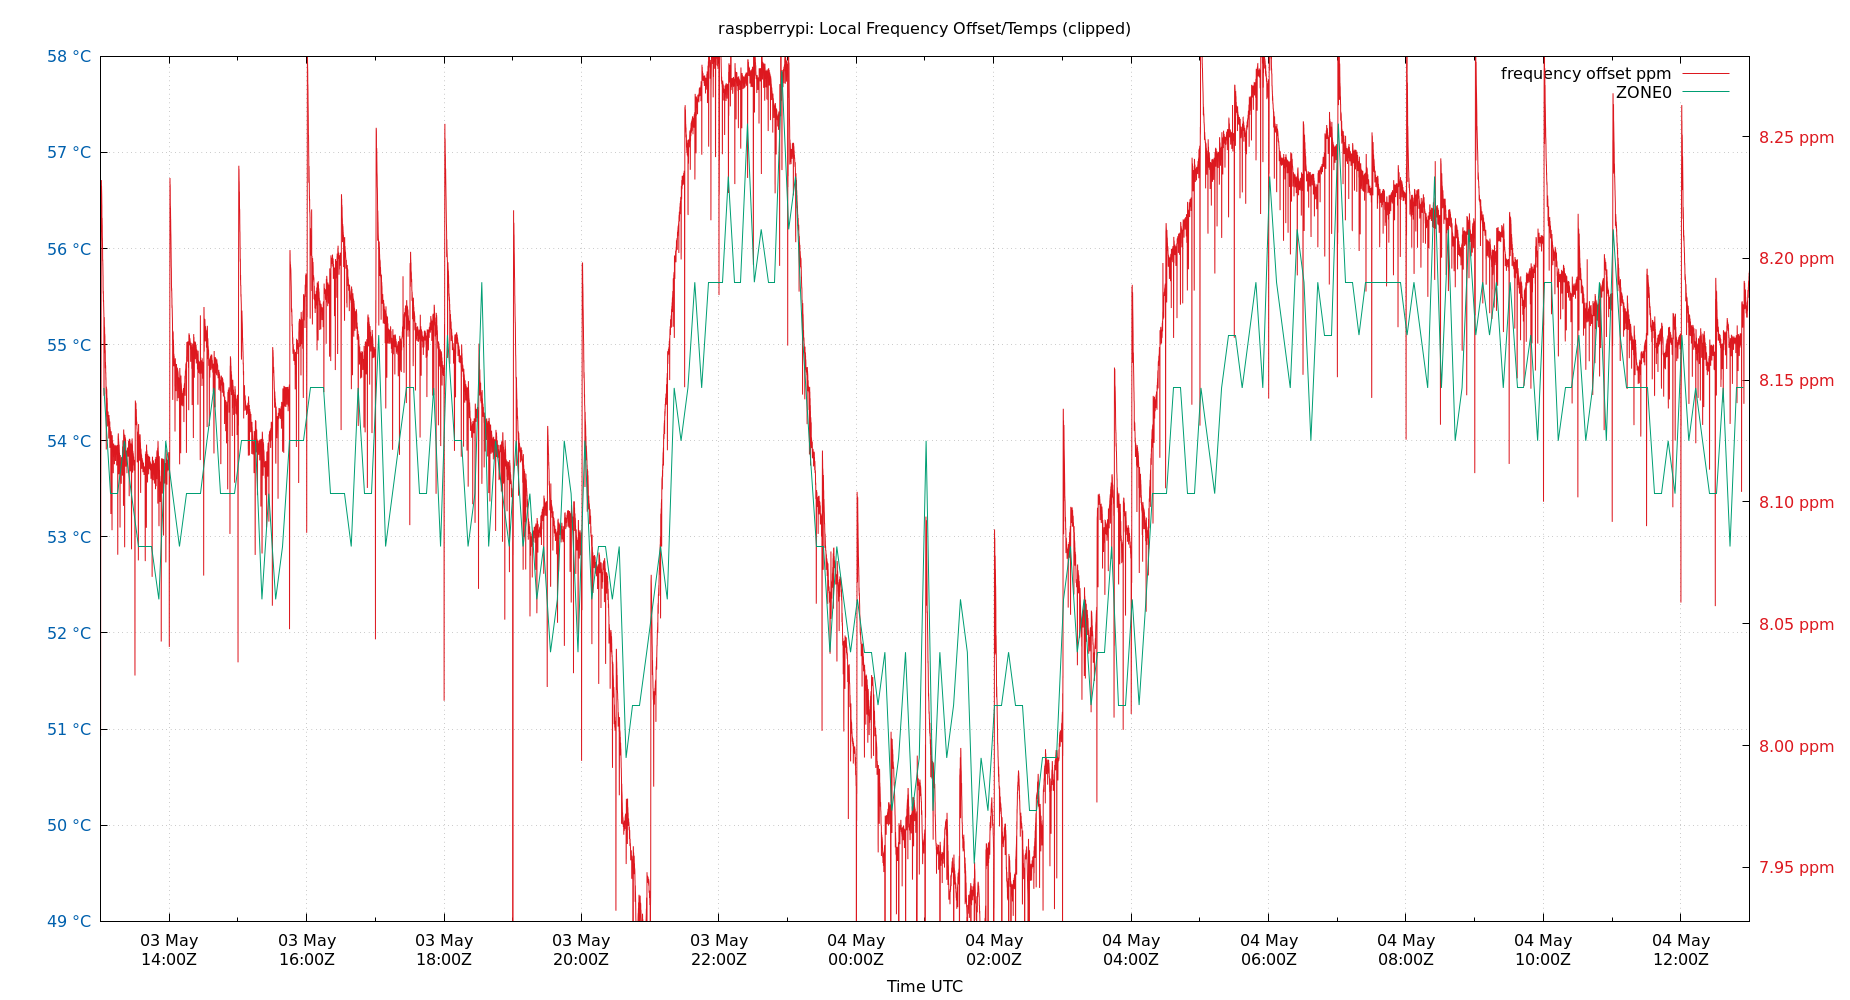 raspberrypi: Local Frequency Offset/Temps (clipped)
frequency offset ppm
ZONE0
58 °C
57 °C
56 °C
55 °C
54 °C
53 °C
52 °C
51 °C
50 °C
49 °C
8.25 ppm
8.20 ppm
8.15 ppm
8.10 ppm
8.05 ppm
8.00 ppm
7.95 ppm
03 May
14:00Z
03 May
16:00Z
03 May
18:00Z
03 May
20:00Z
03 May
22:00Z
04 May
00:00Z
04 May
02:00Z
04 May
04:00Z
04 May
06:00Z
04 May
08:00Z
04 May
10:00Z
04 May
12:00Z
Time UTC